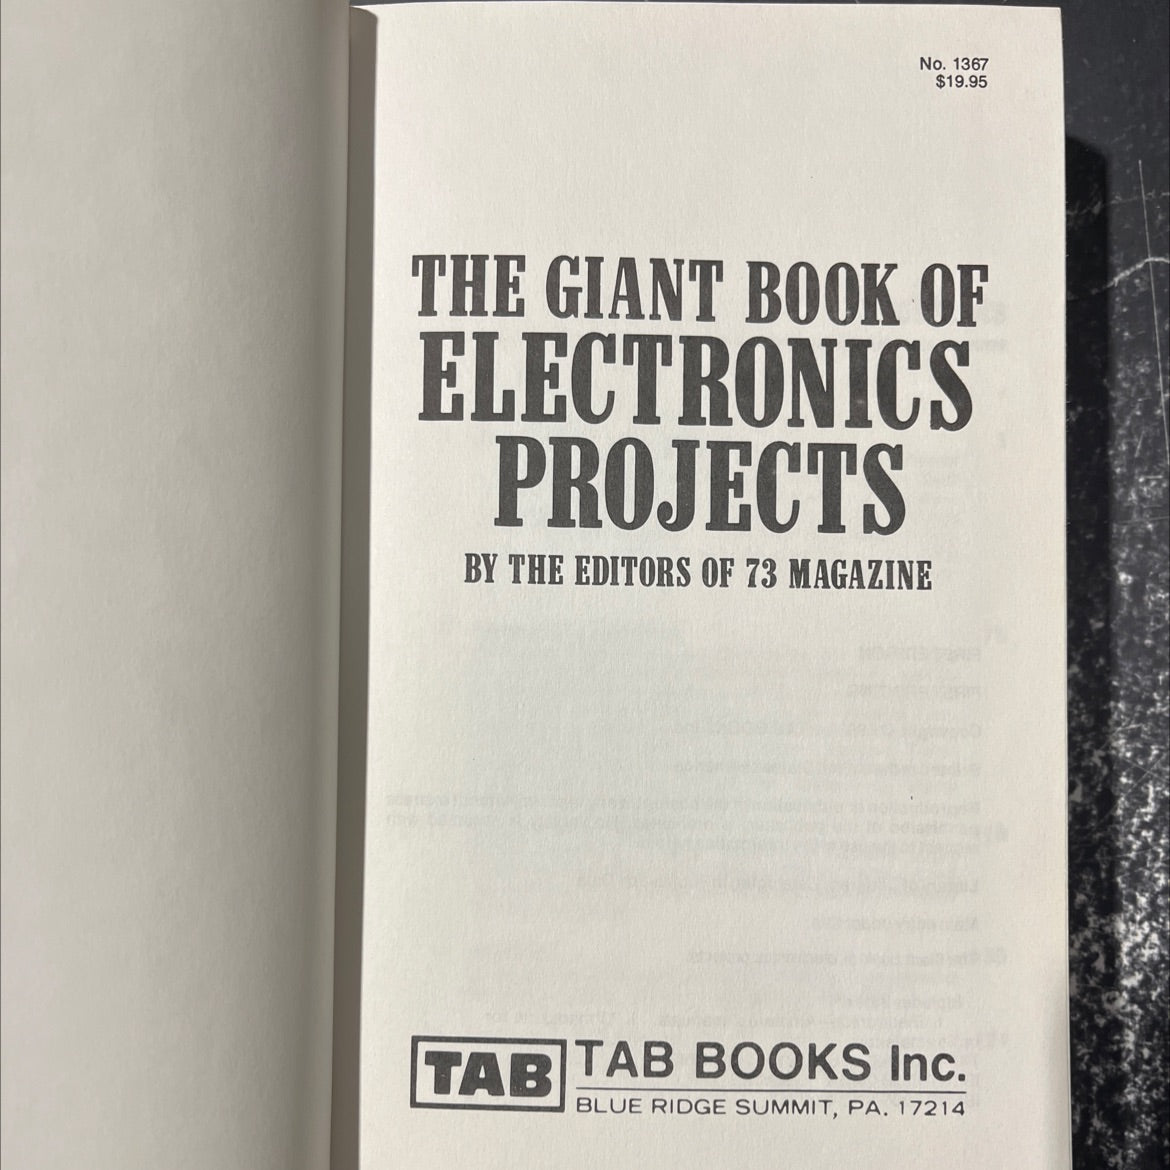 No. 1367
$19.95
THE GIANT BOOK OF
ELECTRONICS
PROJECTS
BY THE EDITORS OF 73 MAGAZINE
TAB
TAB BOOKS Inc.
BLUE RIDGE SUMMIT, PA. 17214